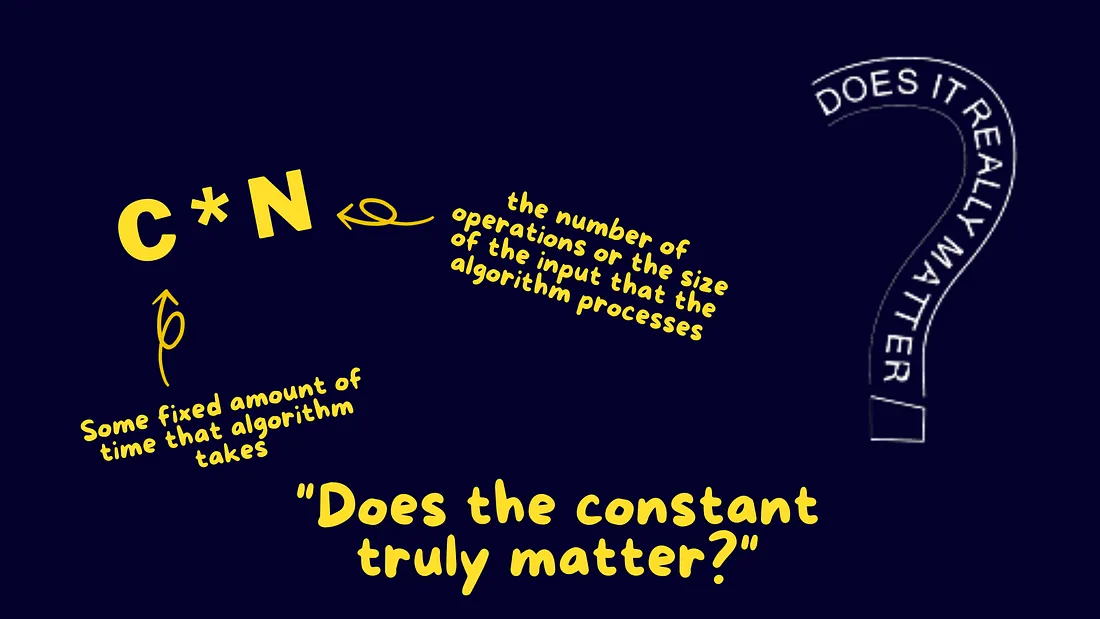 C*N
the number of
operations or the size
of the input that the
algorithm processes
Some fixed amount of
time that algorithm
takes
DOES IT REALLY MATTER
"Does the constant
truly matter?"